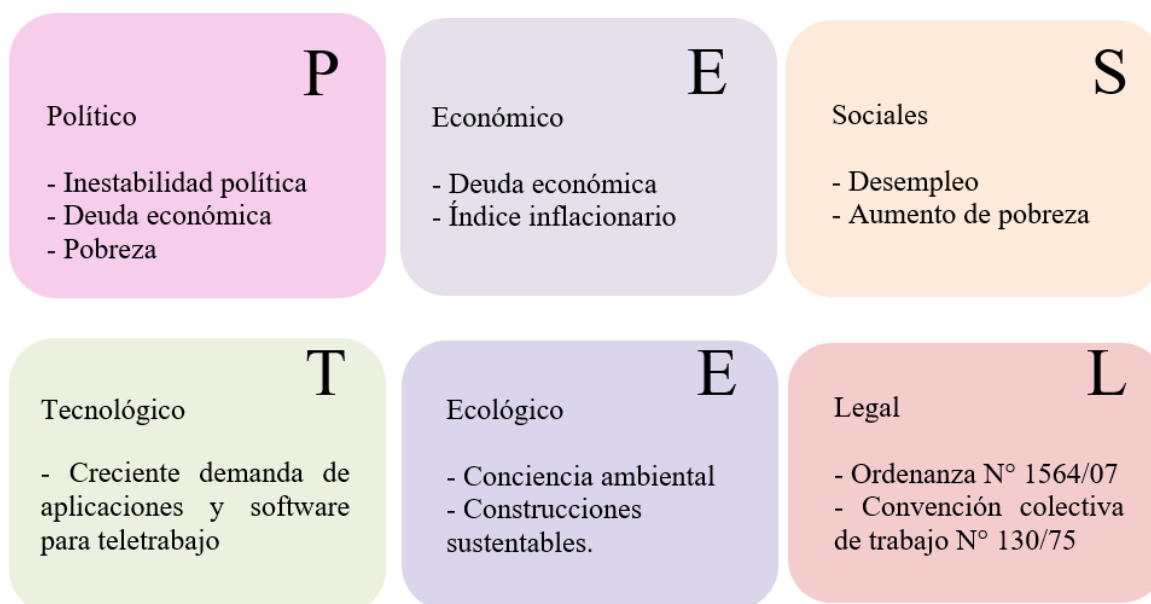 P
Político
- Inestabilidad política
- Deuda económica
- Pobreza
E
Económico
- Deuda económica
- Índice inflacionario
S
Sociales
- Desempleo
- Aumento de pobreza
T
Tecnológico
- Creciente demanda de
aplicaciones y software
para teletrabajo
E
Ecológico
- Conciencia ambiental
- Construcciones
sustentables.
L
Legal
- Ordenanza N° 1564/07
- Convención colectiva
de trabajo N° 130/75